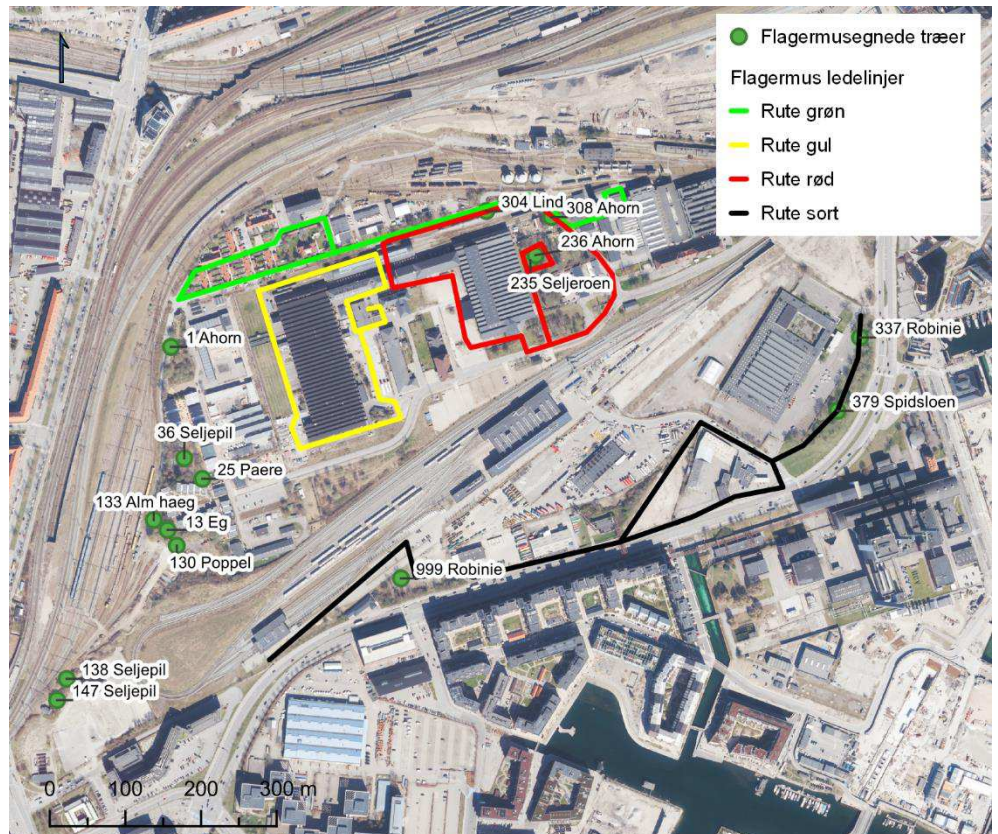 Flagermusegnede træer
Flagermus ledelinjer
Rute grøn
Rute gul
Rute rød
Rute sort
304 Lind
308 Ahorn
236 Ahorn
235 Seljeroen
1 Ahorn
337 Robinie
379 Spidsloen
36 Seljepil
25 Paere
133 Alm haeg
13 Eg
130 Poppel
999 Robinie
138 Seljepil
147 Seljepil
0 100 200 300 m